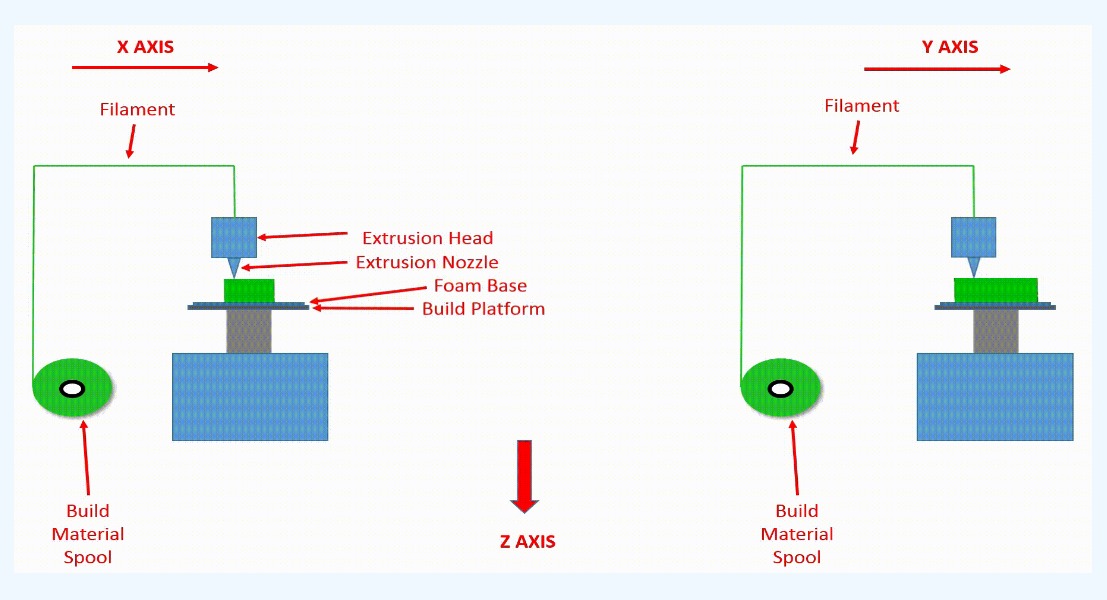 X AXIS
Y AXIS
Filament
Filament
Extrusion Head
Extrusion Nozzle
Foam Base
Build Platform
Build
Material
Spool
Z AXIS
Build
Material
Spool